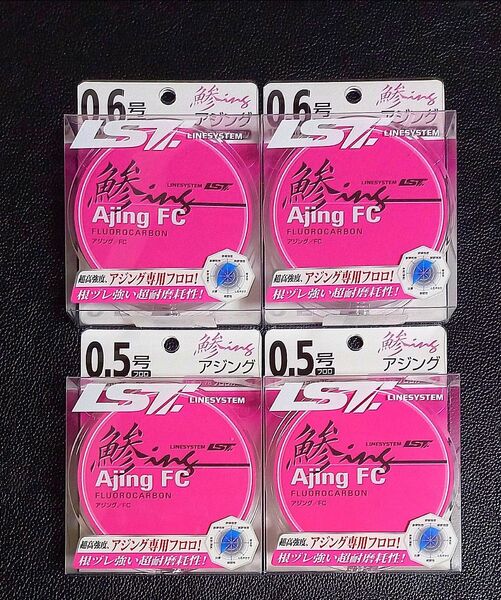 0.6号
鯵ing
アジング
LST.
LINESYSTEM
鯵ing
LINESYSTEM LST.
Ajing FC
FLUOROCARBON
アジング/FC
超高強度、アジング専用フロロ!
根ズレ強い超耐磨耗性!
0.6号
鯵ing
アジング
LST.
LINESYSTEM
鯵ing
LINESYSTEM LST.
Ajing FC
FLUOROCARBON
アジング/FC
超高強度、アジング専用フロロ!
根ズレ強い超耐磨耗性!
0.5号
フロロ
鯵ing
アジング
LST.
LINESYSTEM
鯵ing
LINESYSTEM LST.
Ajing FC
FLUOROCARBON
アジング/FC
超高強度、アジング専用フロロ!
根ズレ強い超耐磨耗性!
0.5号
フロロ
鯵ing
アジング
LST.
LINESYSTEM
鯵ing
LINESYSTEM LST.
Ajing FC
FLUOROCARBON
アジング/FC
超高強度、アジング専用フロロ!
根ズレ強い超耐磨耗性!